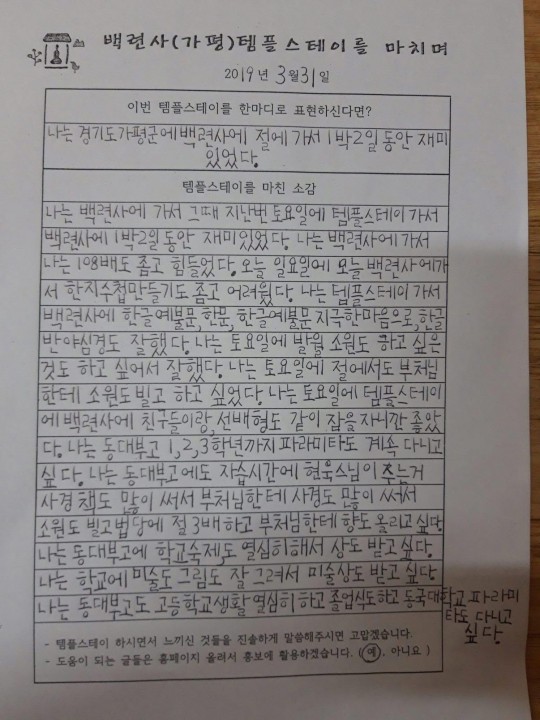 백련사(가평)템플스테이를 마치며
2019년 3월31일
이번 템플스테이를 한마디로 표현하신다면?
나는 경기도가평군에백련사에 절에가서 1박2일동안 재미
있었다.
템플스테이를 마친 소감
나는 백련사에 가서 그때 지난번토요일에 템플스테이가서
백련사에 1박2일동안 재미있었다. 나는 백련사에 가서
나는 108배도 좀고 힘들었다. 오늘 일요일에 오늘 백련사에가
서 한지수첩만들기도 좀고 어려웠다. 나는 템플스테이 가서
백련사에 한글예불문, 한문, 한글예불문지극한마음으로, 한글
반야심경도 잘했다. 나는 토요일에 발원 소원도 하고 싶은
것도 하고 싶어서 잘했다. 나는 토요일에 절에서도 부처님
한테 소원도 빌고 하고 싶었다. 나는 토요일에 템플스테이
에 백련사에 친구들이랑, 선배형도 같이 잠을 자니깐 좋았
다. 나는 동대부고 1,2,3학년까지 파라미타도 계속 다니고
싶다. 나는 동대부고에도 자습시간에 현욱스님이 주는거
사경책도 많이 써서 부처님한테 사경도 많이 써서
소원도 빌고 법당에 절 3배하고 부처님한테 향도 올리고 싶다.
나는 동대부고에 학교숙제도 열심히해서 상도 받고 싶다.
나는 학교에 미술도 그림도 잘 그려서 미술상도 받고 싶다.
나는 동대부고도 고등학교생활 열심히 하고 졸업식도하고 동국대학교 파라미
타도 다니고
싶다.
- 템플스테이 하시면서 느끼신 것들을 진솔하게 말씀해주시면 고맙겠습니다.
- 도움이 되는 글들은 홈페이지 올려서 홍보에 활용하겠습니다. (예, 아니요)